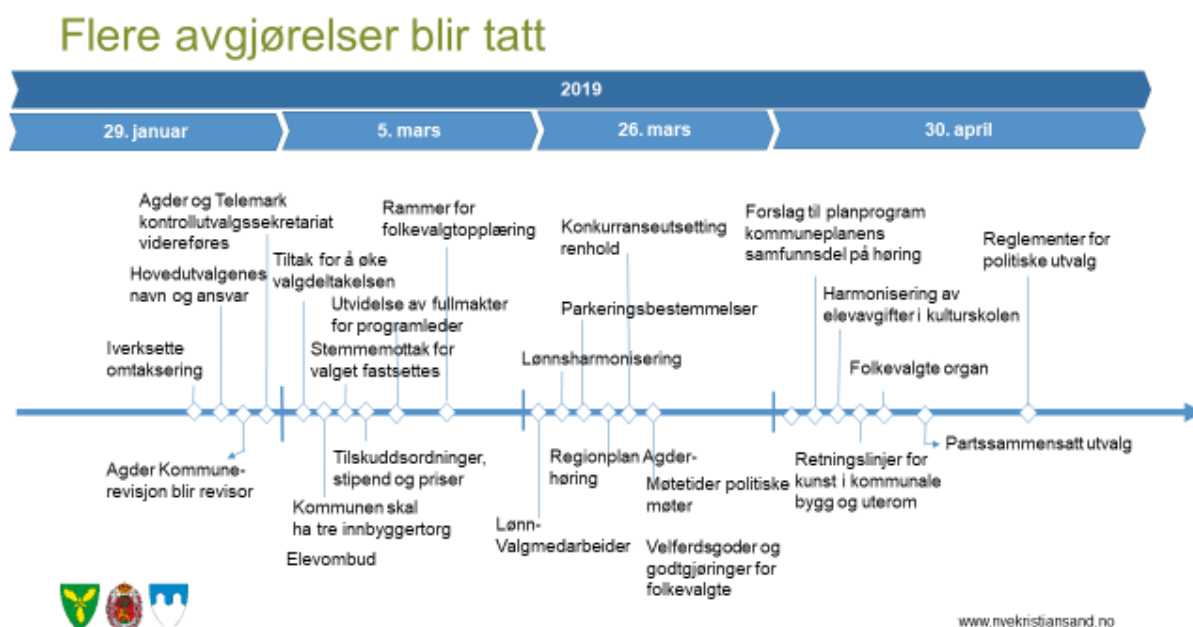 Flere avgjørelser blir tatt
2019
29. januar
5. mars
26. mars
30. april
Agder og Telemark
kontrollutvalgssekretariat
videreføres
Hovedutvalgenes
navn og ansvar
Iverksette
omtaksering
Agder Kommune-
revisjon blir revisor
Rammer for
folkevalgtopplæring
Tiltak for å øke
valgdeltakelsen
Utvidelse av fullmakter
for programleder
Stemmemottak for
valget fastsettes
Tilskuddsordninger,
stipend og priser
Kommunen skal
ha tre innbyggertorg
Elevombud
Konkurranseutsetting
renhold
Parkeringsbestemmelser
Lønnsharmonisering
Regionplan Agder-
høring
Møtetider politiske
møter
Lønn-
Valgmedarbeider
Velferdsgoder og
godtgjøringer for
folkevalgte
Forslag til planprogram
kommuneplanens
samfunnsdel på høring
Reglementer for
politiske utvalg
Harmonisering av
elevavgifter i kulturskolen
Folkevalgte organ
Partssammensatt utvalg
Retningslinjer for
kunst i kommunale
bygg og uterom
www.nyekristiansand.no